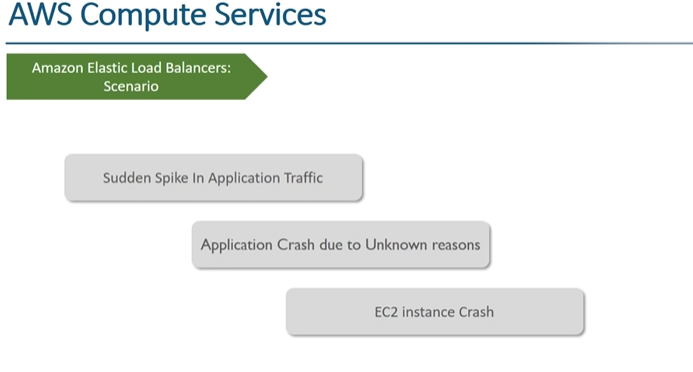 AWS Compute Services
Amazon Elastic Load Balancers:
Scenario
Sudden Spike In Application Traffic
Application Crash due to Unknown reasons
EC2 instance Crash